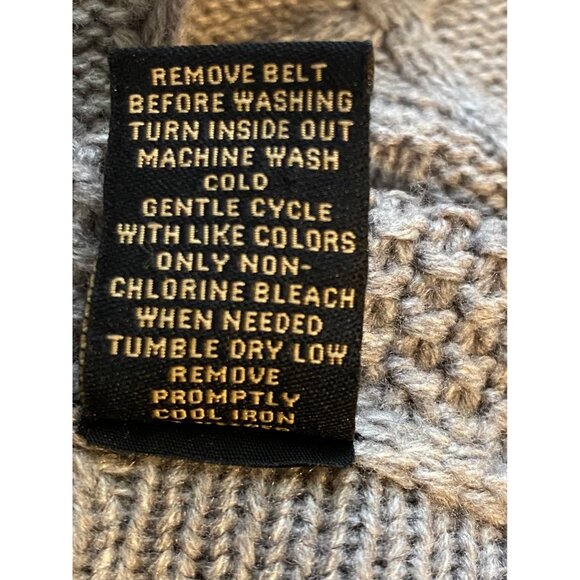 REMOVE BELT
BEFORE WASHING
TURN INSIDE OUT
MACHINE WASH
COLD
GENTLE CYCLE
WITH LIKE COLORS
ONLY NON-
CHLORINE BLEACH
WHEN NEEDED
TUMBLE DRY LOW
REMOVE
PROMPTLY
COOL IRON